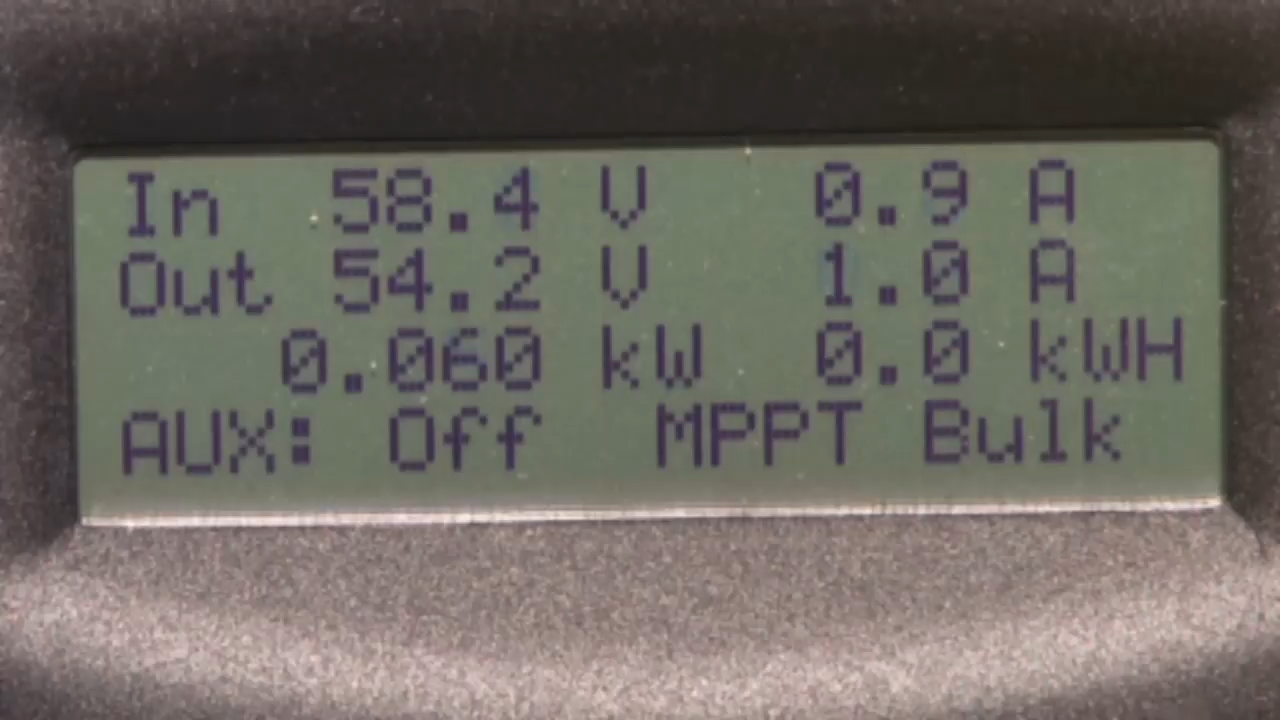 In 58.4 V 0.9 A
Out 54.2 V 1.0 A
0.060 kW 0.0 kWH
AUX: Off MPPT Bulk